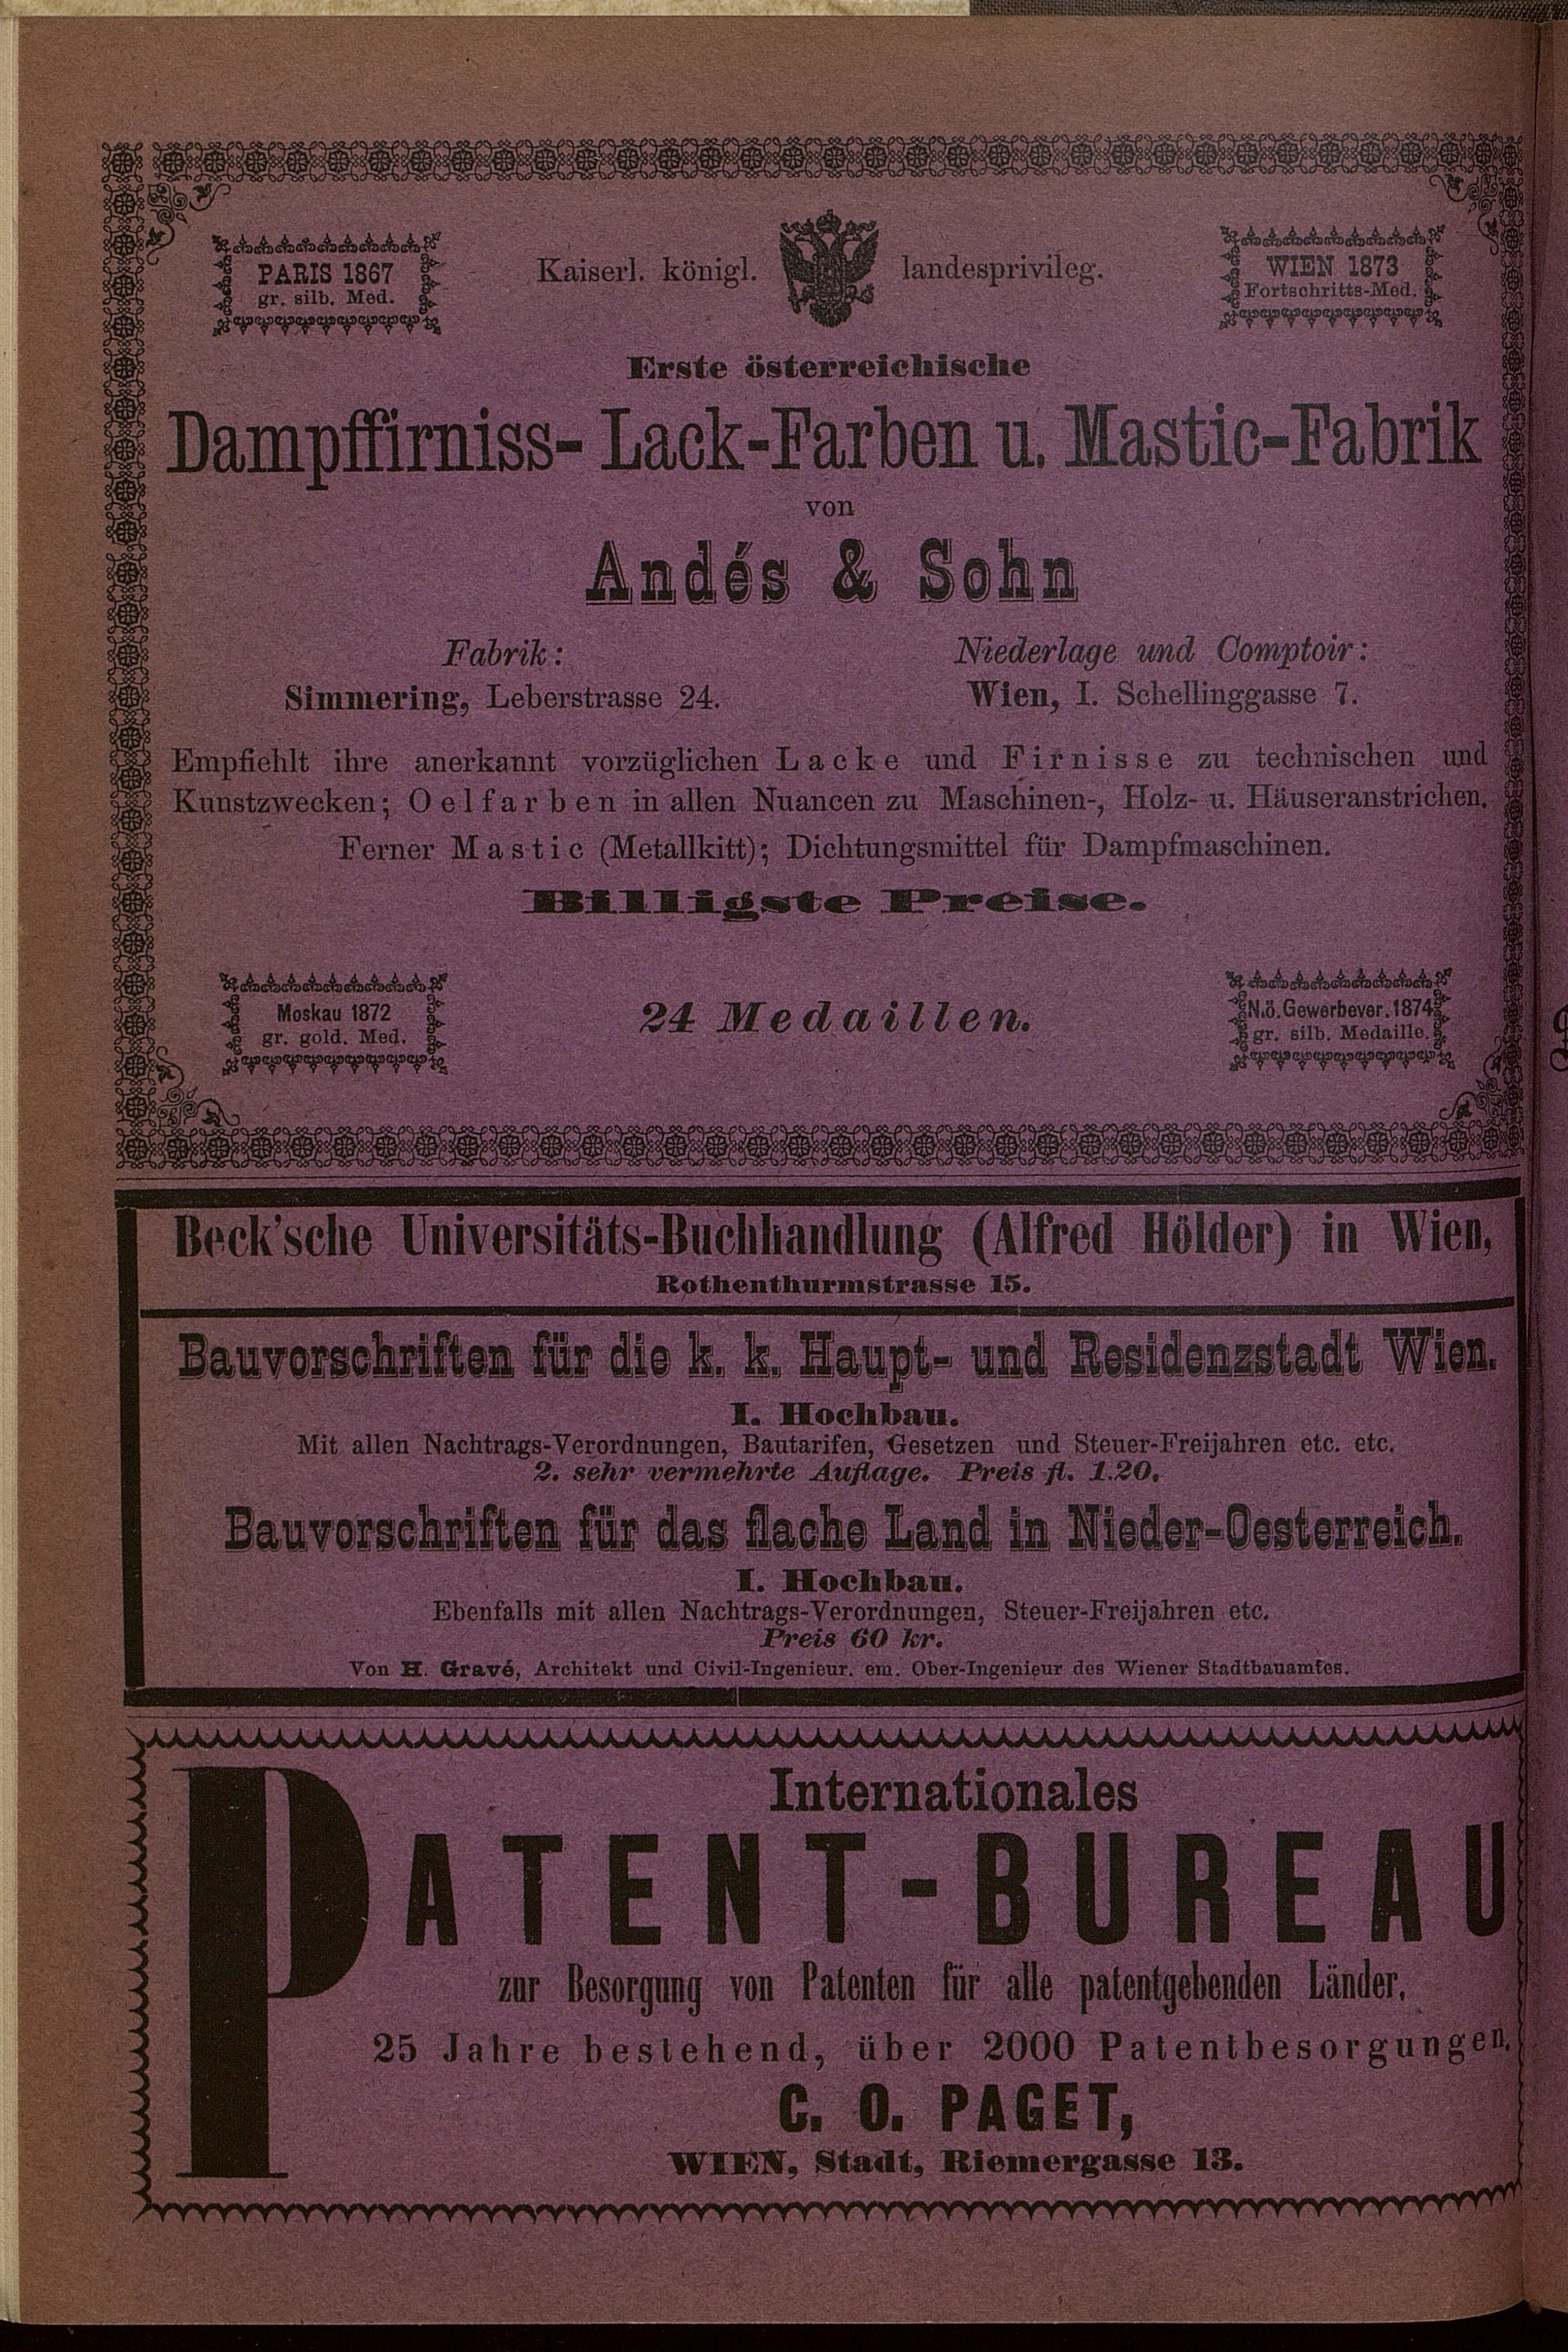 PARIS 1867
gr. silb. Med.
Kaiserl. königl. landesprivileg.
WIEN 1873
Fortschritts-Med.
Erste österreichische
Dampffirniss- Lack-Farben u. Mastic-Fabrik
von
Andés & Sohn
Fabrik:
Simmering, Leberstrasse 24.
Niederlage und Comptoir:
Wien, I. Schellinggasse 7.
Empfiehlt ihre anerkannt vorzüglichen Lacke und Firnisse zu technischen und
Kunstzwecken; Oelfarben in allen Nuancen zu Maschinen-, Holz- u. Häuseranstrichen.
Ferner Mastic (Metallkitt); Dichtungsmittel für Dampfmaschinen.
Billigste Preise.
Moskau 1872
gr. gold. Med.
24 Medaillen.
N.ö. Gewerbever. 1874
gr. silb. Medaille.
Beck'sche Universitäts-Buchhandlung (Alfred Hölder) in Wien,
Rothenthurmstrasse 15.
Bauvorschriften für die k. k. Haupt- und Residenzstadt Wien.
I. Hochbau.
Mit allen Nachtrags-Verordnungen, Bautarifen, Gesetzen und Steuer-Freijahren etc. etc.
2. sehr vermehrte Auflage. Preis fl. 1.20.
Bauvorschriften für das flache Land in Nieder-Oesterreich.
I. Hochbau.
Ebenfalls mit allen Nachtrags-Verordnungen, Steuer-Freijahren etc.
Preis 60 kr.
Von H. Gravé, Architekt und Civil-Ingenieur. em. Ober-Ingenieur des Wiener Stadtbauamtes.
Internationales
PATENT-BUREAU
zur Besorgung von Patenten für alle patentgebenden Länder.
25 Jahre bestehend, über 2000 Patentbesorgungen.
C. O. PAGET,
WIEN, Stadt, Riemergasse 13.